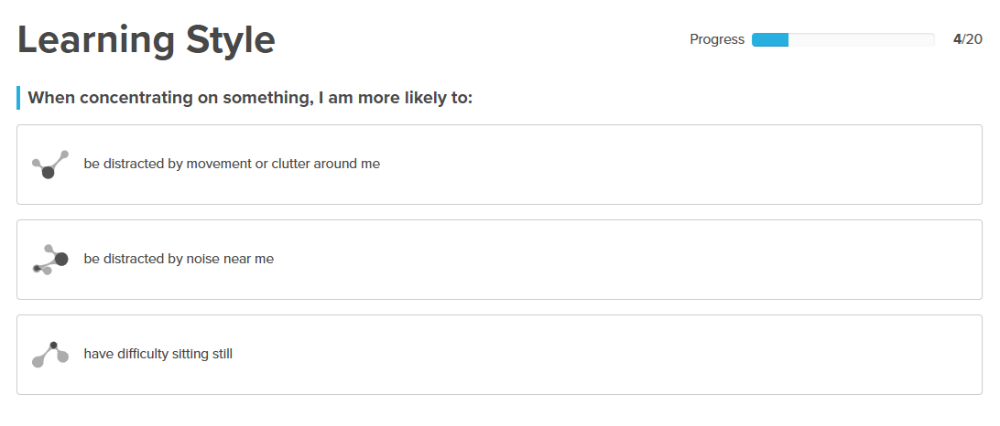 Learning Style
Progress 4/20
When concentrating on something, I am more likely to:
be distracted by movement or clutter around me
be distracted by noise near me
have difficulty sitting still